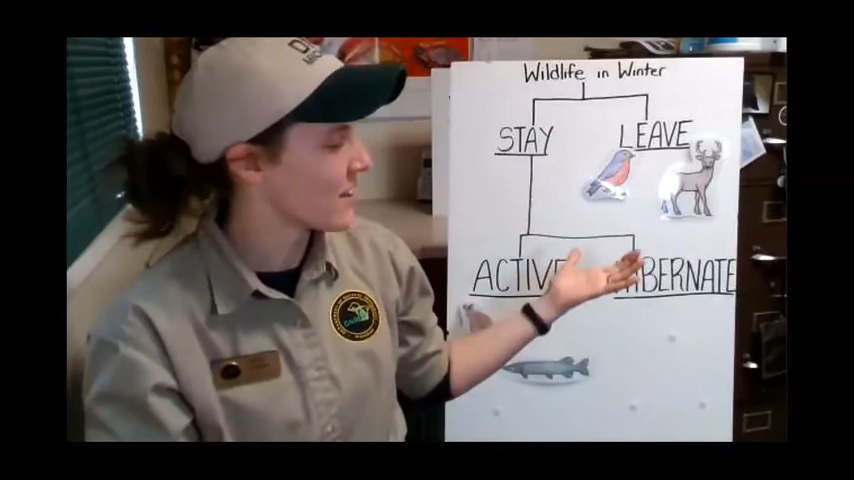 Wildlife in Winter
STAY
LEAVE
ACTIVE
HIBERNATE